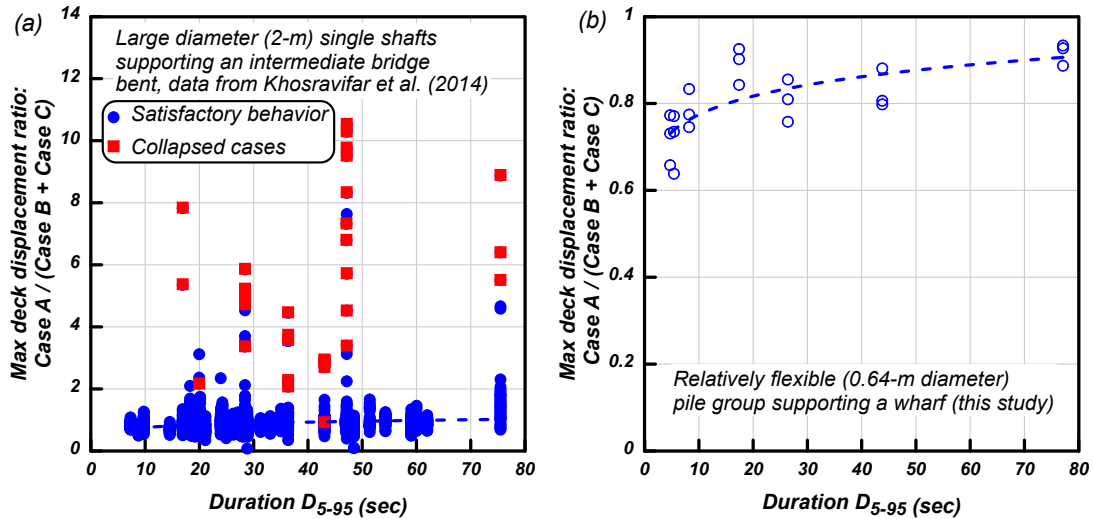 (a)
14
12
10
8
6
4
2
0
Max deck displacement ratio:
Case A / (Case B + Case C)
Large diameter (2-m) single shafts
supporting an intermediate bridge
bent, data from Khosravifar et al. (2014)
Satisfactory behavior
Collapsed cases
0 10 20 30 40 50 60 70 80
Duration D5-95 (sec)
(b)
1
0.8
0.6
0.4
0.2
0
Max deck displacement ratio:
Case A / (Case B + Case C)
Relatively flexible (0.64-m diameter)
pile group supporting a wharf (this study)
0 10 20 30 40 50 60 70 80
Duration D5-95 (sec)